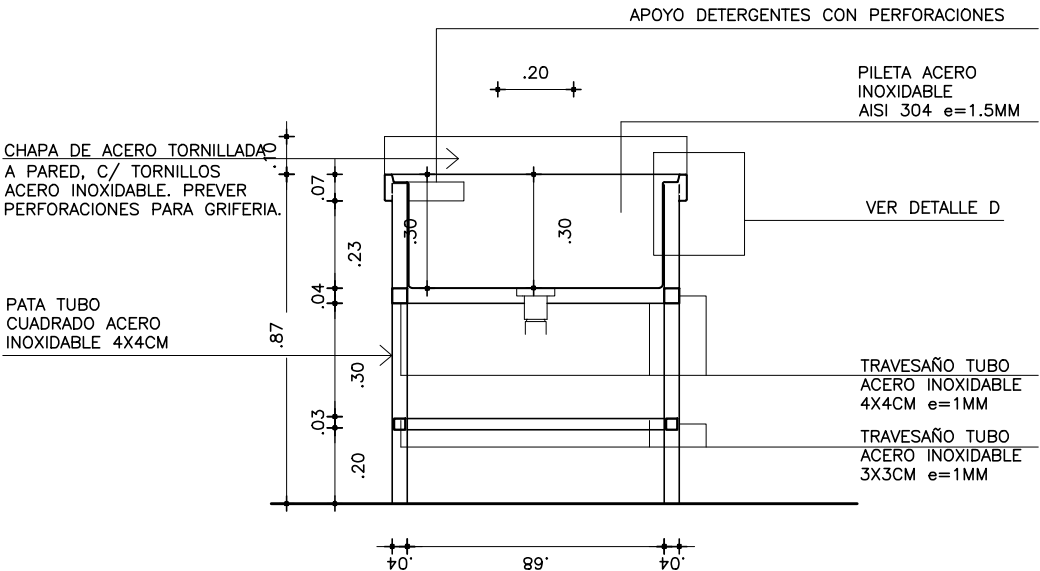 APOYO DETERGENTES CON PERFORACIONES
.20
PILETA ACERO
INOXIDABLE
AISI 304 e=1.5MM
CHAPA DE ACERO TORNILLADA
A PARED, C/ TORNILLOS
ACERO INOXIDABLE. PREVER
PERFORACIONES PARA GRIFERIA.
.10
.07
.30
.30
.23
VER DETALLE D
.04
PATA TUBO
CUADRADO ACERO
INOXIDABLE 4X4CM
.87
.30
TRAVESAÑO TUBO
ACERO INOXIDABLE
4X4CM e=1MM
.03
TRAVESAÑO TUBO
ACERO INOXIDABLE
3X3CM e=1MM
.20
.04
.68
.04